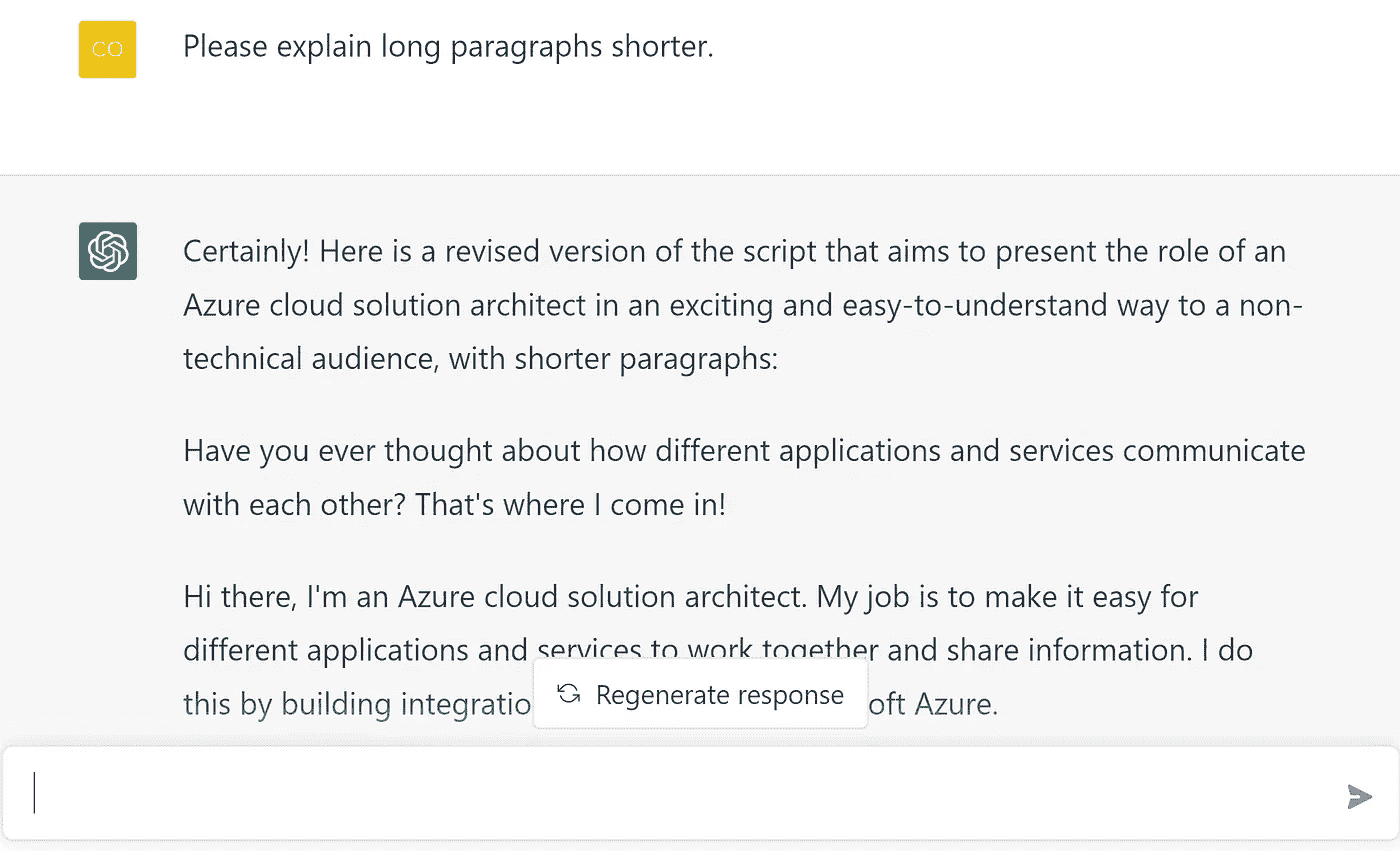 CO
Please explain long paragraphs shorter.
Certainly! Here is a revised version of the script that aims to present the role of an
Azure cloud solution architect in an exciting and easy-to-understand way to a non-
technical audience, with shorter paragraphs:
Have you ever thought about how different applications and services communicate
with each other? That's where I come in!
Hi there, I'm an Azure cloud solution architect. My job is to make it easy for
different applications and services to work together and share information. I do
this by building integratio oft Azure.
Regenerate response